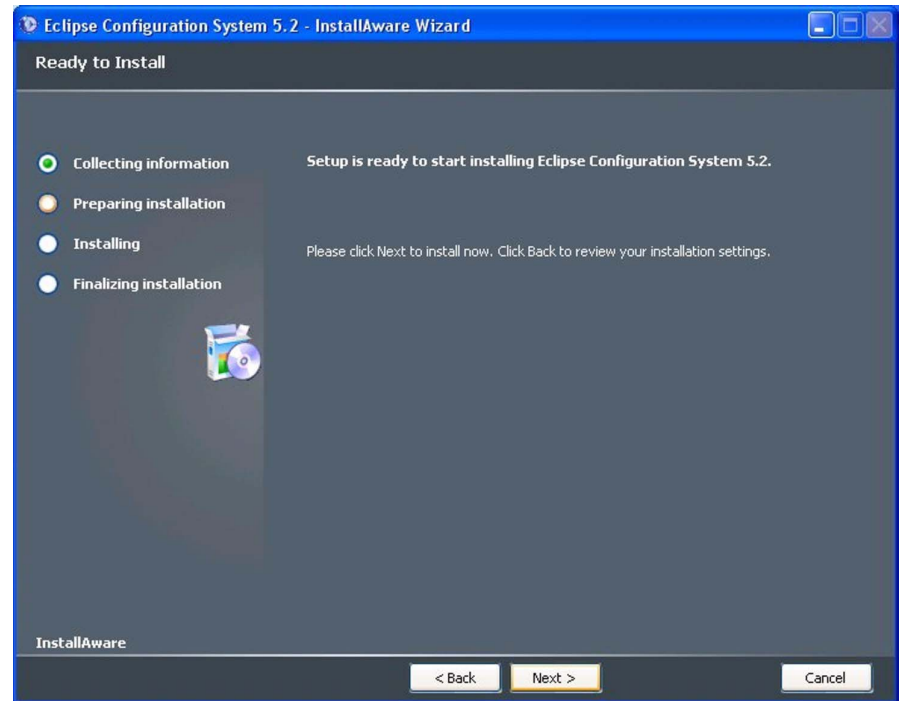 Eclipse Configuration System 5.2 - InstallAware Wizard
Ready to Install
Collecting information
Preparing installation
Installing
Finalizing installation
Setup is ready to start installing Eclipse Configuration System 5.2.
Please click Next to install now. Click Back to review your installation settings.
InstallAware
< Back
Next >
Cancel